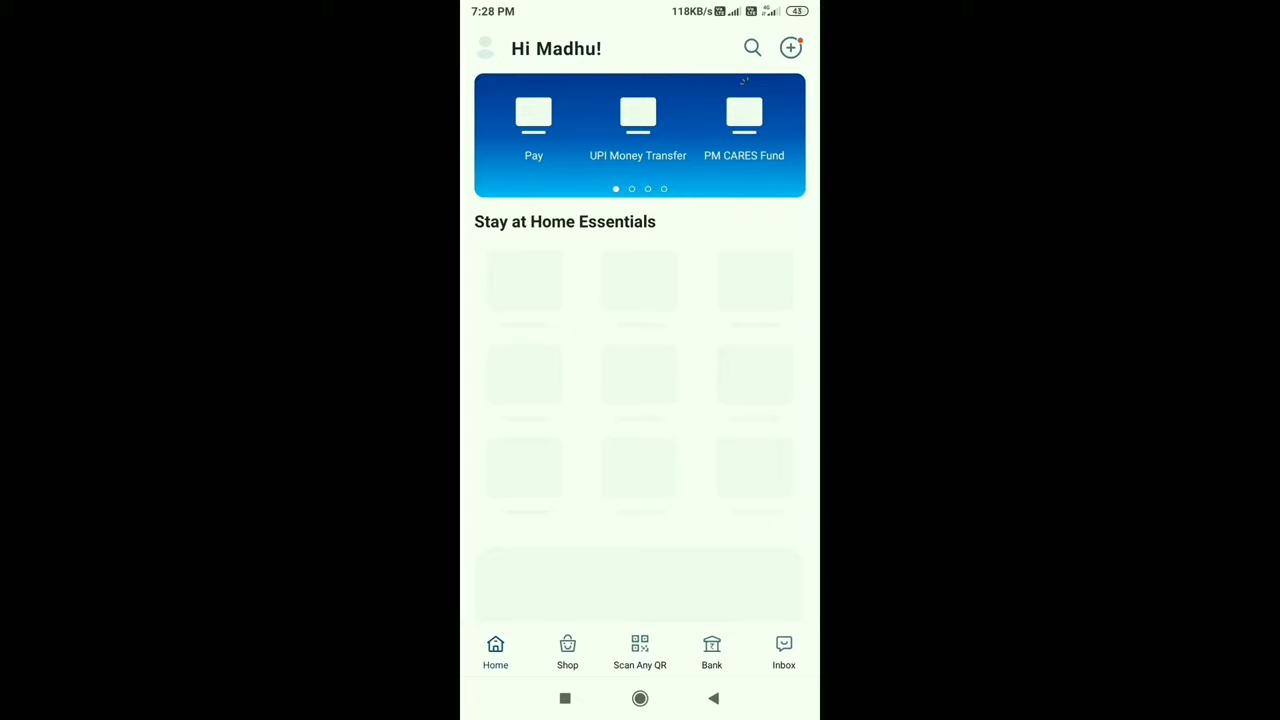 7:28 PM 118KB/s 4G 43
Hi Madhu!
Pay UPI Money Transfer PM CARES Fund
Stay at Home Essentials
Home Shop Scan Any QR Bank Inbox